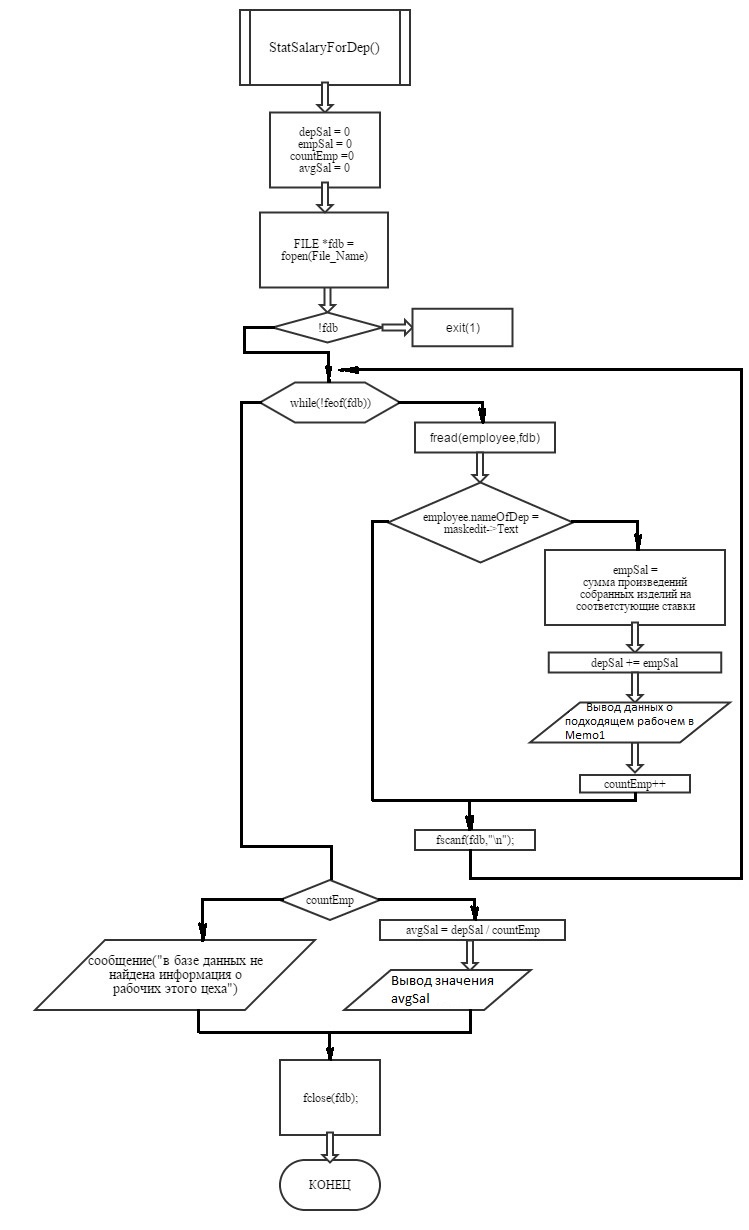 StatSalaryForDep()
depSal = 0
empSal = 0
countEmp =0
avgSal = 0
FILE *fdb =
fopen(File_Name)
!fdb
exit(1)
while(!feof(fdb))
fread(employee,fdb)
employee.nameOfDep =
maskedit->Text
empSal =
сумма произведений
собранных изделий на
соответстующие ставки
depSal += empSal
Вывод данных о
подходящем рабочем в
Memo1
countEmp++
fscanf(fdb,"\n");
countEmp
avgSal = depSal / countEmp
сообщение("в базе данных не
найдена информация о
рабочих этого цеха")
Вывод значения
avgSal
fclose(fdb);
КОНЕЦ